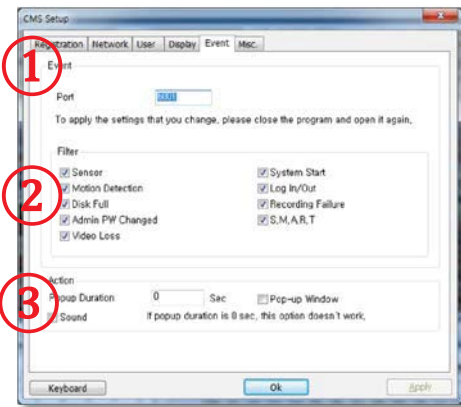 CMS Setup
Registration Network User Display Event Misc.
1
Event
Port
To apply the settings that you change, please close the program and open it again.
Filter
Sensor System Start
Motion Detection Log In/Out
2
Disk Full Recording Failure
Admin PW Changed S.M.A.R.T
Video Loss
Action
3
Popup Duration 0 Sec Pop-up Window
Sound If popup duration is 0 sec, this option doesn't work.
Keyboard Ok Apply